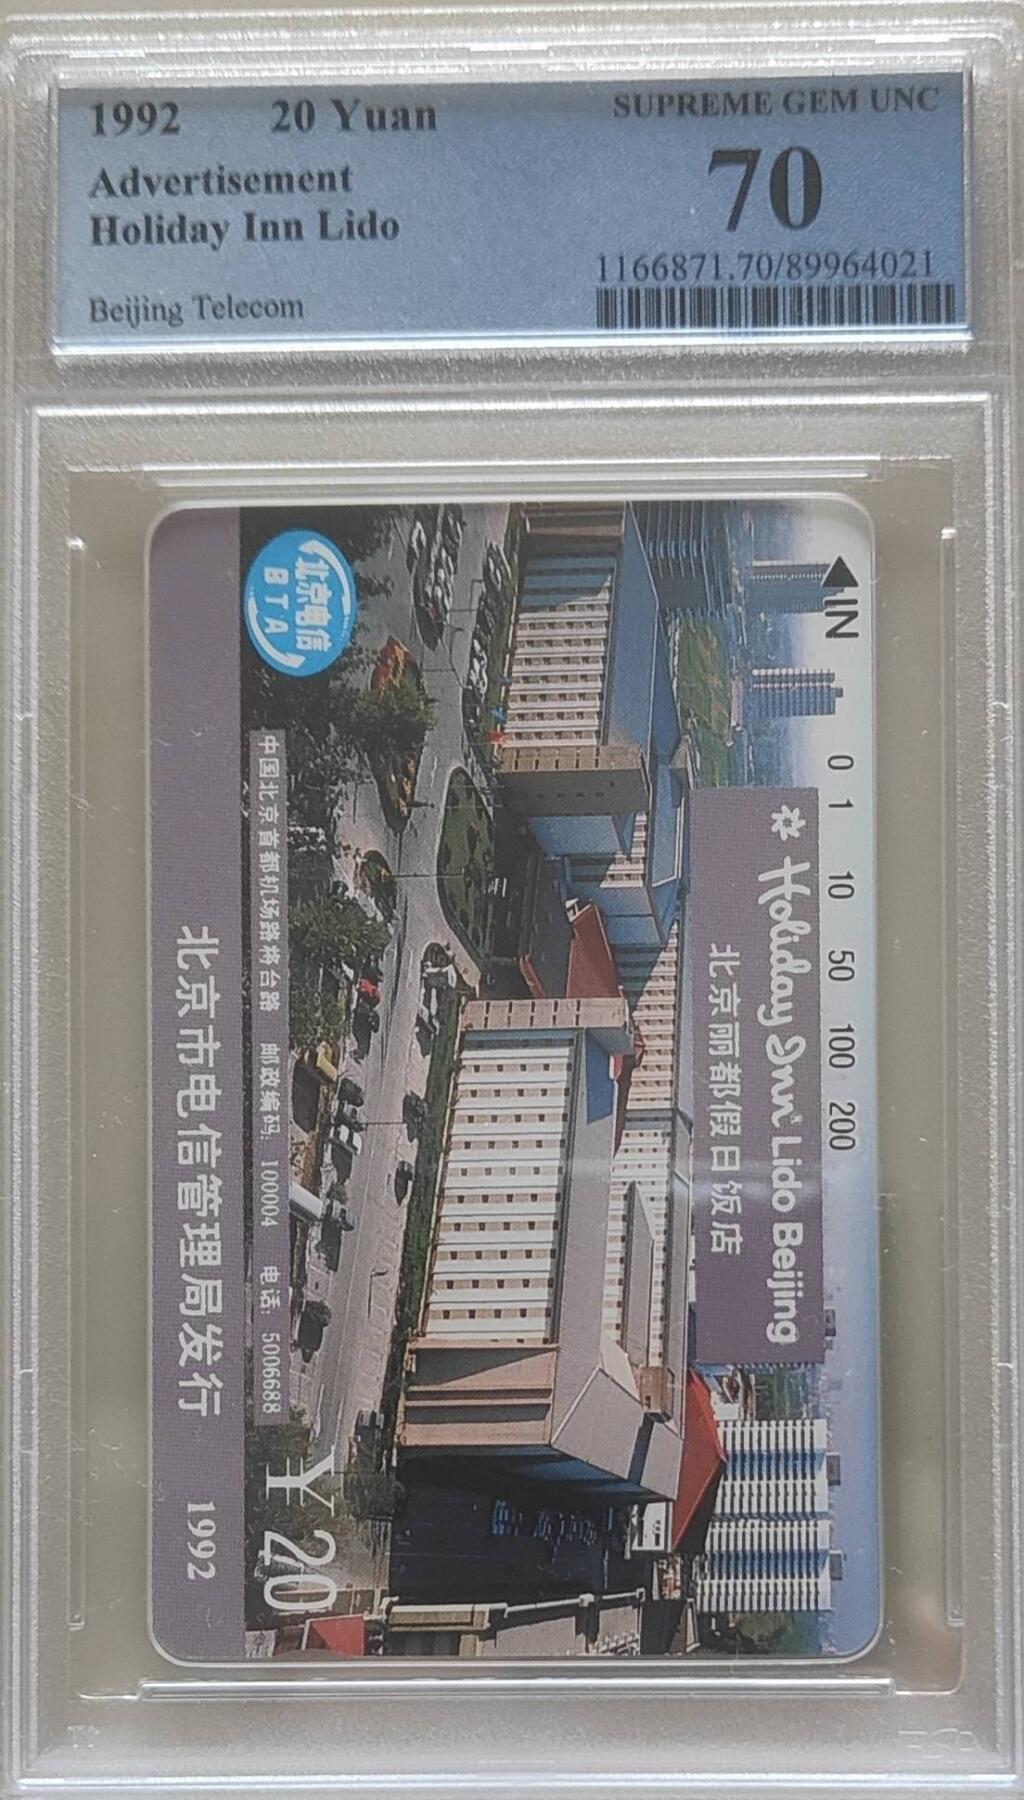 1992 20 Yuan
SUPREME GEM UNC
Advertisement
Holiday Inn Lido
70
1166871.70/89964021
Beijing Telecom
IN 0 1 10 50 100 200
Holiday Inn Lido Beijing
北京丽都假日饭店
北京电信
BTA
中国北京首都机场路将台路 邮政编码: 100004 电话: 5006688
¥20
北京市电信管理局发行 1992